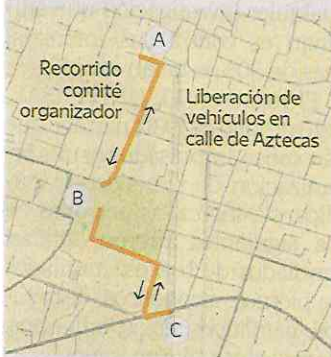 A
Recorrido
comité
organizador
Liberación de
vehículos en
calle de Aztecas
B
C